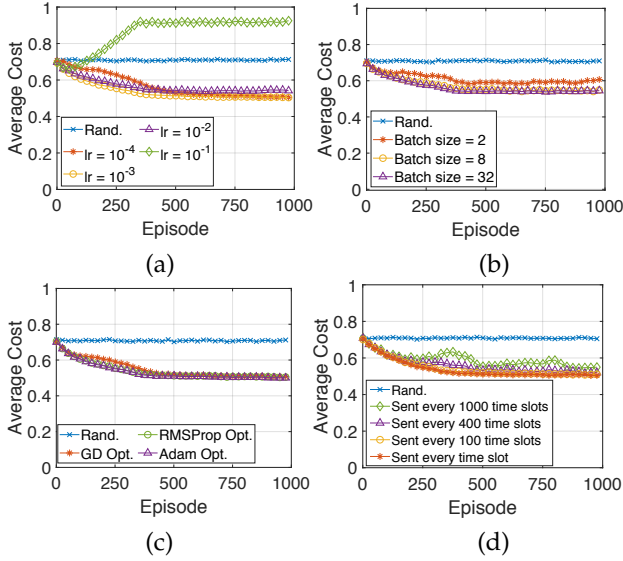 1
0.8
0.6
0.4
0.2
0
Average Cost
Rand.
lr = 10⁻⁴
lr = 10⁻³
lr = 10⁻²
lr = 10⁻¹
0 250 500 750 1000
Episode
(a)
1
0.8
0.6
0.4
0.2
0
Average Cost
Rand.
Batch size = 2
Batch size = 8
Batch size = 32
0 250 500 750 1000
Episode
(b)
1
0.8
0.6
0.4
0.2
0
Average Cost
Rand.
GD Opt.
RMSProp Opt.
Adam Opt.
0 250 500 750 1000
Episode
(c)
1
0.8
0.6
0.4
0.2
0
Average Cost
Rand.
Sent every 1000 time slots
Sent every 400 time slots
Sent every 100 time slots
Sent every time slot
0 250 500 750 1000
Episode
(d)